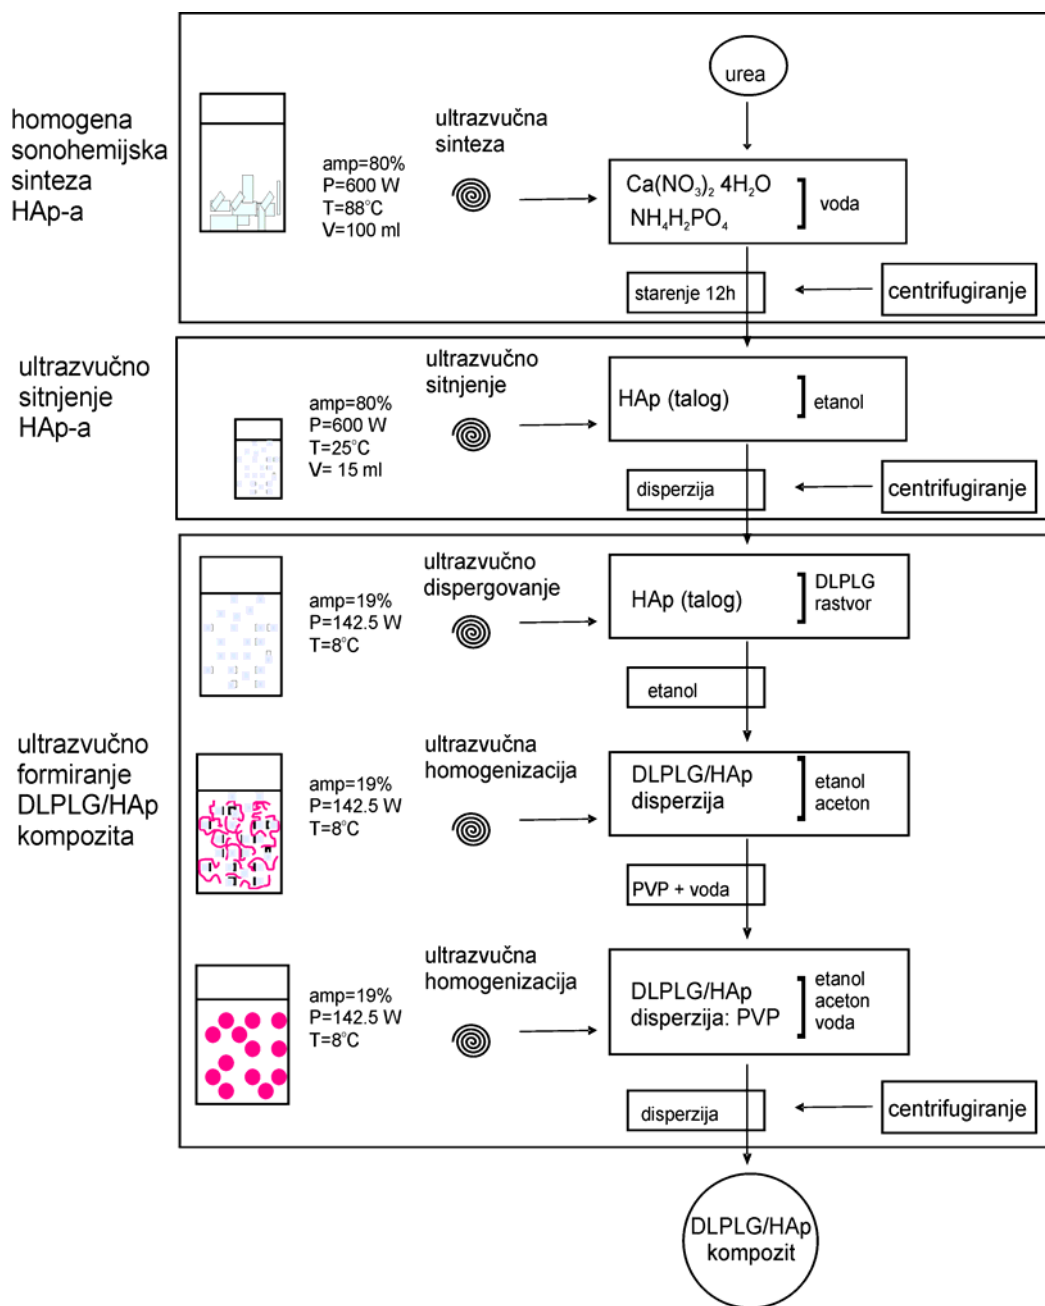 homogena
sonohemijska
sinteza
HAp-a
amp=80%
P=600 W
T=88°C
V=100 ml
ultrazvučna
sinteza
urea
Ca(NO₃)₂ 4H₂O
NH₄H₂PO₄
voda
starenje 12h
centrifugiranje
ultrazvučno
sitnjenje
HAp-a
amp=80%
P=600 W
T=25°C
V= 15 ml
ultrazvučno
sitnjenje
HAp (talog)
etanol
disperzija
centrifugiranje
ultrazvučno
formiranje
DLPLG/HAp
kompozita
amp=19%
P=142.5 W
T=8°C
ultrazvučno
dispergovanje
HAp (talog)
DLPLG
rastvor
etanol
amp=19%
P=142.5 W
T=8°C
ultrazvučna
homogenizacija
DLPLG/HAp
disperzija
etanol
aceton
PVP + voda
amp=19%
P=142.5 W
T=8°C
ultrazvučna
homogenizacija
DLPLG/HAp
disperzija: PVP
etanol
aceton
voda
disperzija
centrifugiranje
DLPLG/HAp
kompozit